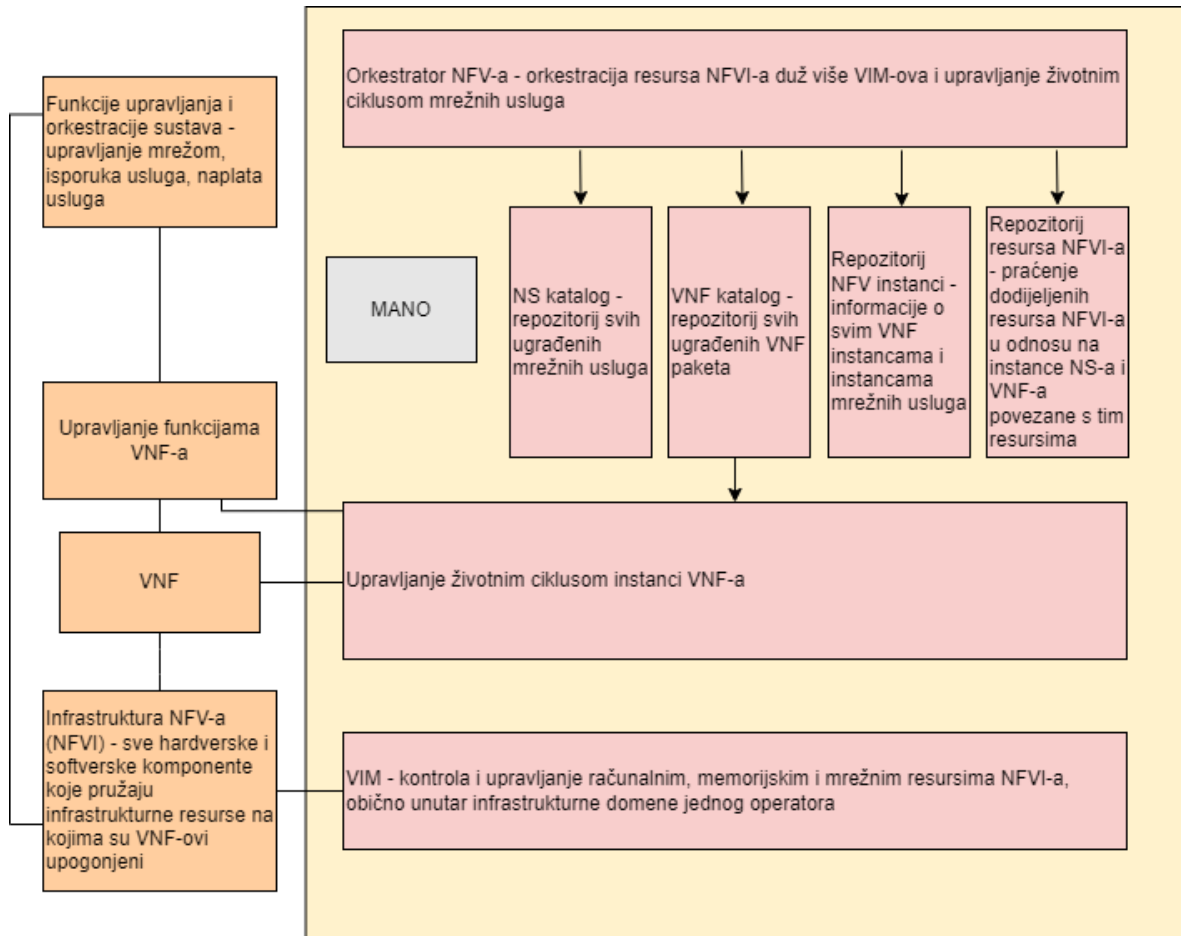 Orkestrator NFV-a - orkestracija resursa NFVI-a duž više VIM-ova i upravljanje životnim
ciklusom mrežnih usluga
Funkcije upravljanja i
orkestracije sustava -
upravljanje mrežom,
isporuka usluga, naplata
usluga
MANO
NS katalog -
repozitorij svih
ugrađenih
mrežnih usluga
VNF katalog -
repozitorij svih
ugrađenih VNF
paketa
Repozitorij
NFV instanci -
informacije o
svim VNF
instancama i
instancama
mrežnih usluga
Repozitorij
resursa NFVI-a
- praćenje
dodijeljenih
resursa NFVI-a
u odnosu na
instance NS-a i
VNF-a
povezane s tim
resursima
Upravljanje funkcijama
VNF-a
VNF
Upravljanje životnim ciklusom instanci VNF-a
Infrastruktura NFV-a
(NFVI) - sve hardverske i
softverske komponente
koje pružaju
infrastrukturne resurse na
kojima su VNF-ovi
upogonjeni
VIM - kontrola i upravljanje računalnim, memorijskim i mrežnim resursima NFVI-a,
obično unutar infrastrukturne domene jednog operatora